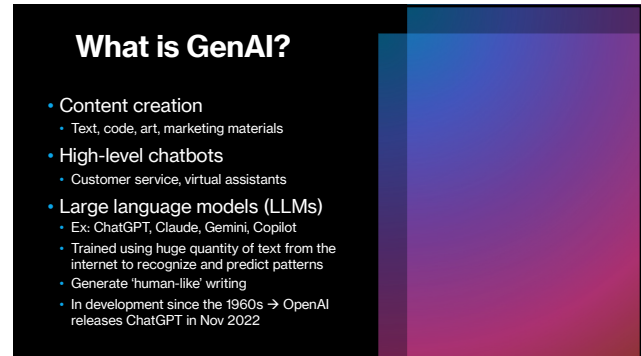 What is GenAI?
• Content creation
• Text, code, art, marketing materials
• High-level chatbots
• Customer service, virtual assistants
• Large language models (LLMs)
• Ex: ChatGPT, Claude, Gemini, Copilot
• Trained using huge quantity of text from the
internet to recognize and predict patterns
• Generate ‘human-like’ writing
• In development since the 1960s → OpenAI
releases ChatGPT in Nov 2022